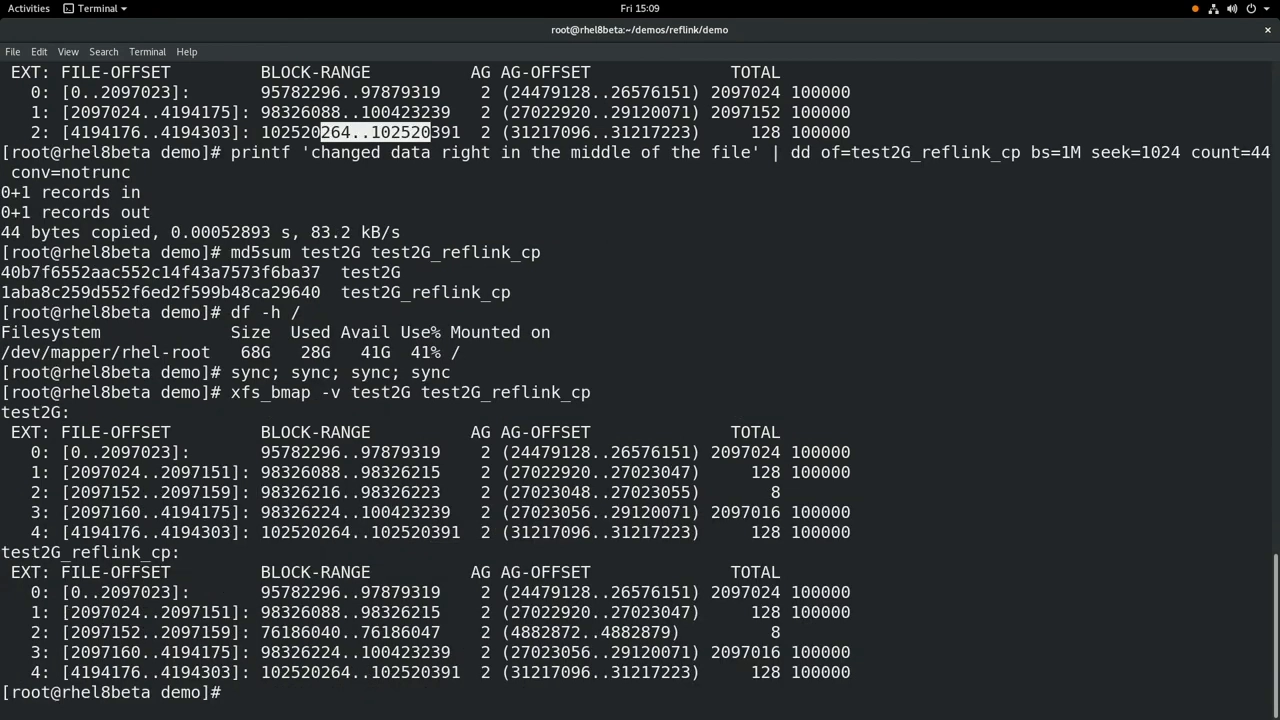 Activities Terminal Fri 15:09
root@rhel8beta:~/demos/reflink/demo ×
File Edit View Search Terminal Help
EXT: FILE-OFFSET BLOCK-RANGE AG AG-OFFSET TOTAL
0: [0..2097023]: 95782296..97879319 2 (24479128..26576151) 2097024 100000
1: [2097024..4194175]: 98326088..100423239 2 (27022920..29120071) 2097152 100000
2: [4194176..4194303]: 102520264..102520391 2 (31217096..31217223) 128 100000
[root@rhel8beta demo]# printf 'changed data right in the middle of the file' | dd of=test2G_reflink_cp bs=1M seek=1024 count=44
conv=notrunc
0+1 records in
0+1 records out
44 bytes copied, 0.00052893 s, 83.2 kB/s
[root@rhel8beta demo]# md5sum test2G test2G_reflink_cp
40b7f6552aac552c14f43a7573f6ba37 test2G
1aba8c259d552f6ed2f599b48ca29640 test2G_reflink_cp
[root@rhel8beta demo]# df -h /
Filesystem Size Used Avail Use% Mounted on
/dev/mapper/rhel-root 68G 28G 41G 41% /
[root@rhel8beta demo]# sync; sync; sync; sync
[root@rhel8beta demo]# xfs_bmap -v test2G test2G_reflink_cp
test2G:
EXT: FILE-OFFSET BLOCK-RANGE AG AG-OFFSET TOTAL
0: [0..2097023]: 95782296..97879319 2 (24479128..26576151) 2097024 100000
1: [2097024..2097151]: 98326088..98326215 2 (27022920..27023047) 128 100000
2: [2097152..2097159]: 98326216..98326223 2 (27023048..27023055) 8
3: [2097160..4194175]: 98326224..100423239 2 (27023056..29120071) 2097016 100000
4: [4194176..4194303]: 102520264..102520391 2 (31217096..31217223) 128 100000
test2G_reflink_cp:
EXT: FILE-OFFSET BLOCK-RANGE AG AG-OFFSET TOTAL
0: [0..2097023]: 95782296..97879319 2 (24479128..26576151) 2097024 100000
1: [2097024..2097151]: 98326088..98326215 2 (27022920..27023047) 128 100000
2: [2097152..2097159]: 76186040..76186047 2 (4882872..4882879) 8
3: [2097160..4194175]: 98326224..100423239 2 (27023056..29120071) 2097016 100000
4: [4194176..4194303]: 102520264..102520391 2 (31217096..31217223) 128 100000
[root@rhel8beta demo]#